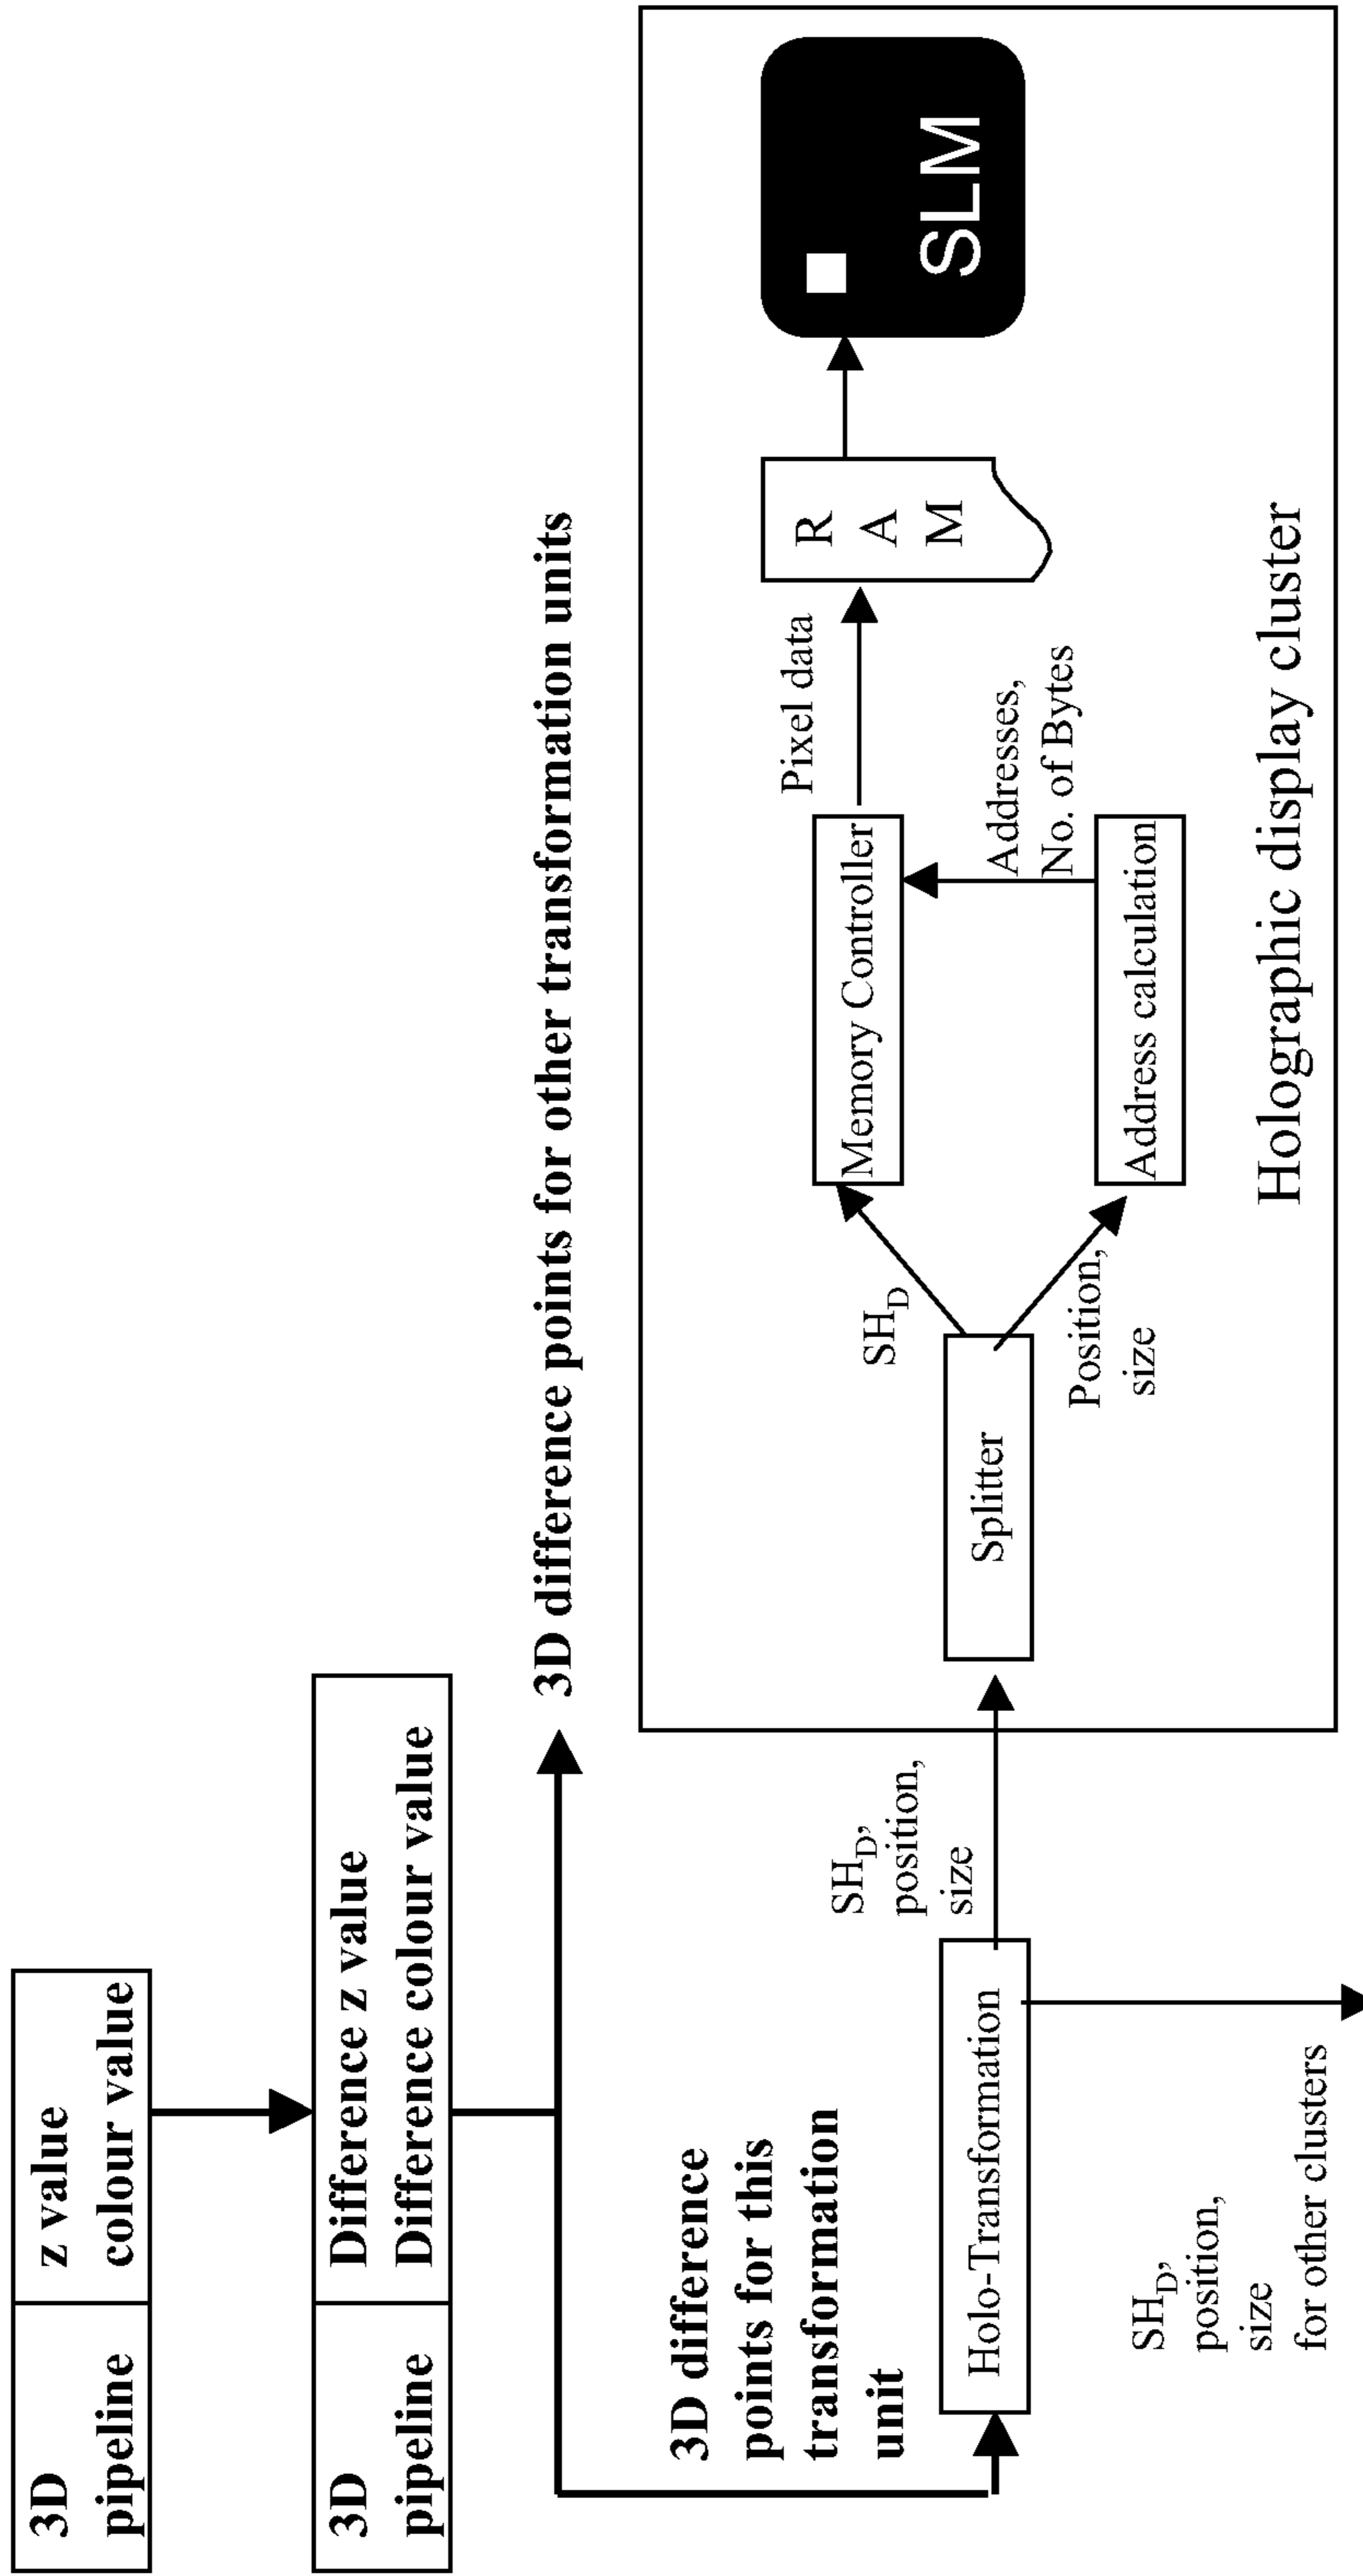 3D
pipeline
z value
colour value
3D
pipeline
Difference z value
Difference colour value
3D difference points for other transformation units
3D difference
points for this
transformation
unit
Holo-Transformation
SH_D,
position,
size
SH_D,
position,
size
for other clusters
Splitter
SH_D
Position,
size
Memory Controller
Address calculation
Addresses,
No. of Bytes
Pixel data
R
A
M
SLM
Holographic display cluster